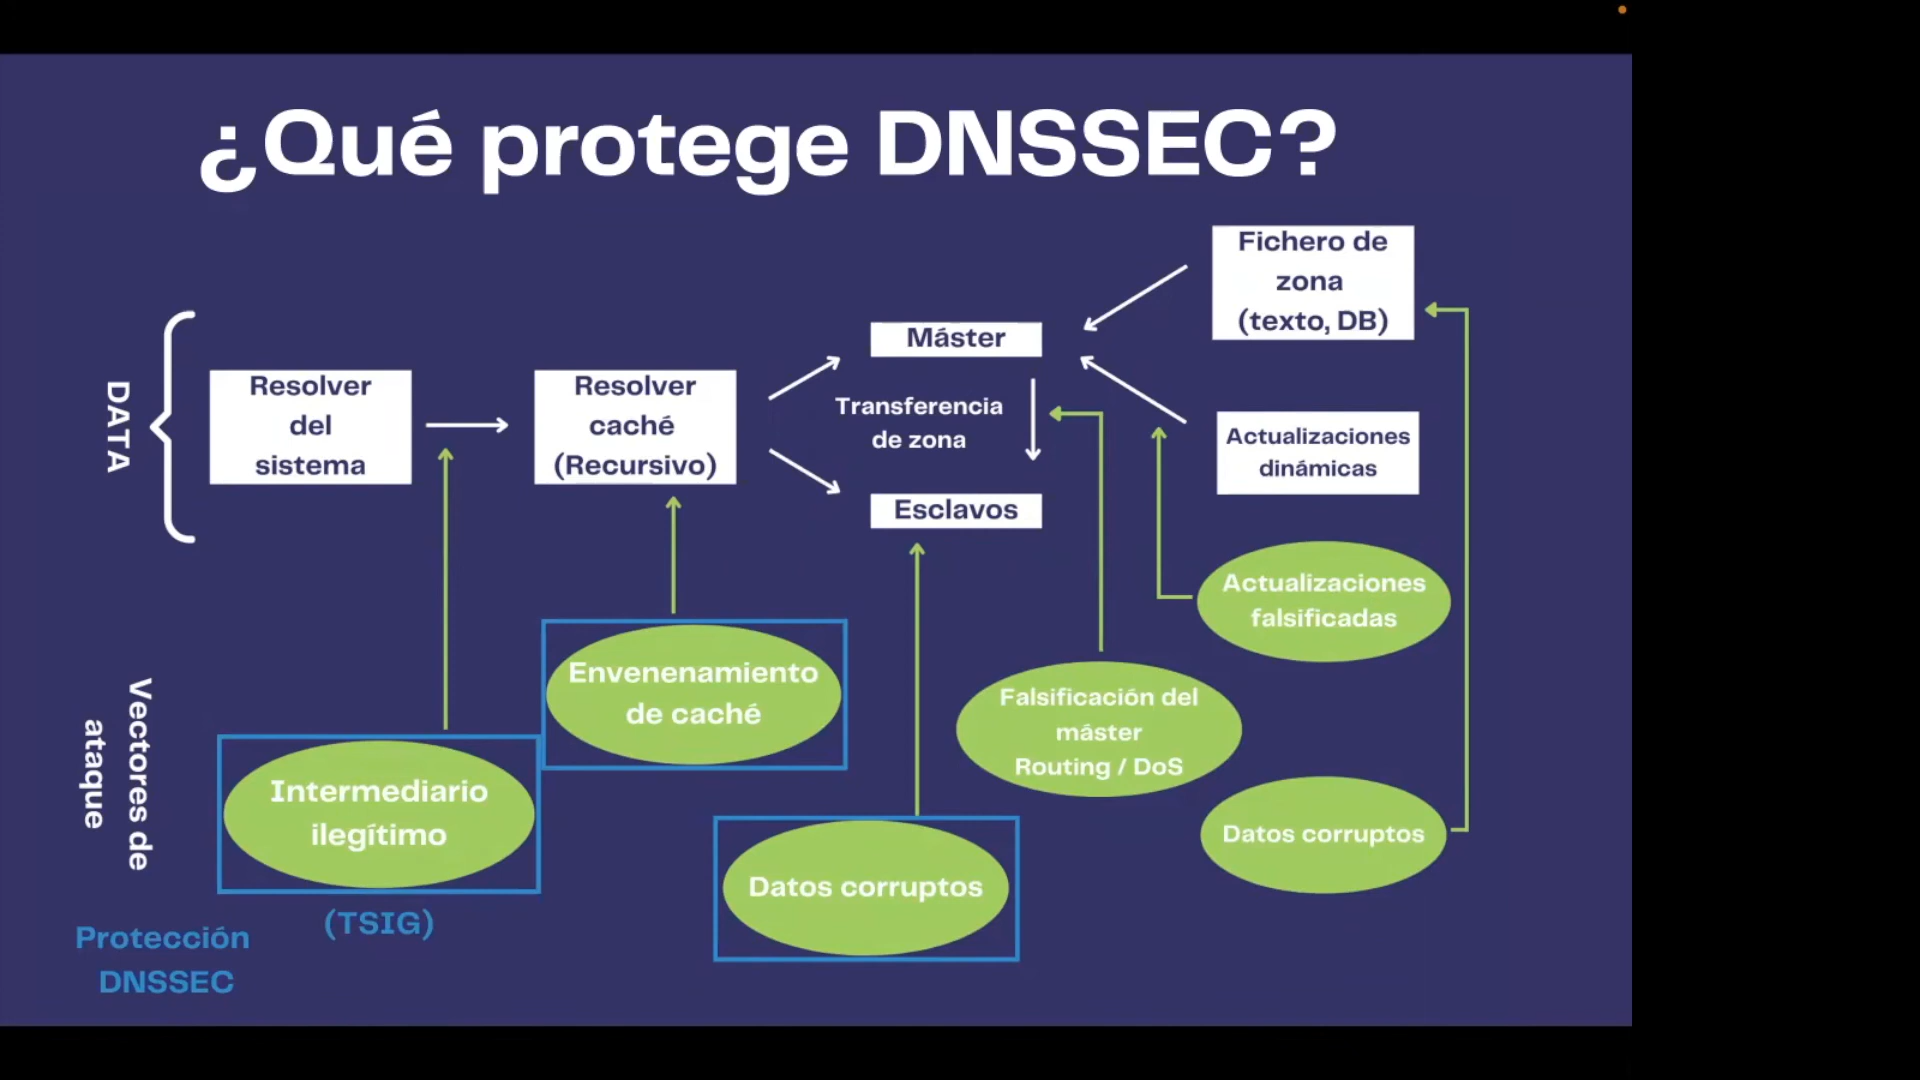 ¿Qué protege DNSSEC?
DATA
Resolver
del
sistema
Resolver
caché
(Recursivo)
Máster
Transferencia
de zona
Esclavos
Fichero de
zona
(texto, DB)
Actualizaciones
dinámicas
Vectores de
ataque
Intermediario
ilegítimo
(TSIG)
Envenenamiento
de caché
Datos corruptos
Falsificación del
máster
Routing / DoS
Actualizaciones
falsificadas
Datos corruptos
Protección
DNSSEC